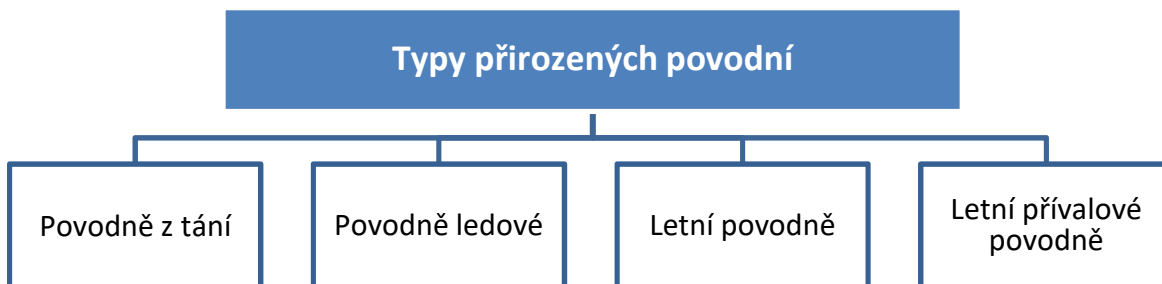 Typy přirozených povodní
Povodně z tání
Povodně ledové
Letní povodně
Letní přívalové
povodně